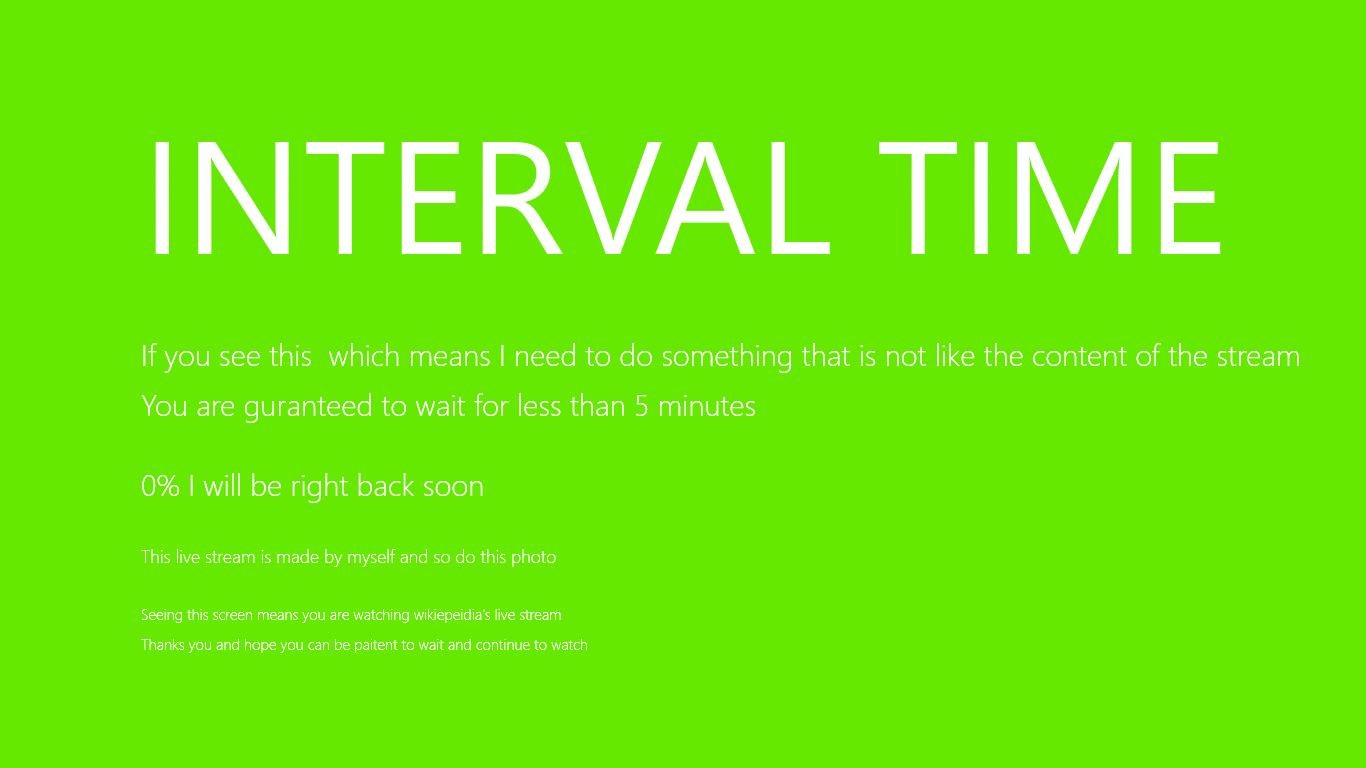 INTERVAL TIME
If you see this  which means I need to do something that is not like the content of the stream
You are guranteed to wait for less than 5 minutes
0% I will be right back soon
This live stream is made by myself and so do this photo
Seeing this screen means you are watching wikiepeidia's live stream
Thanks you and hope you can be paitent to wait and continue to watch